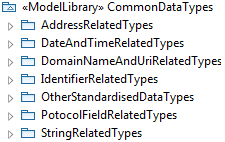 «ModelLibrary» CommonDataTypes
AddressRelatedTypes
DateAndTimeRelatedTypes
DomainNameAndUriRelatedTypes
IdentifierRelatedTypes
OtherStandardisedDataTypes
PotocolFieldRelatedTypes
StringRelatedTypes